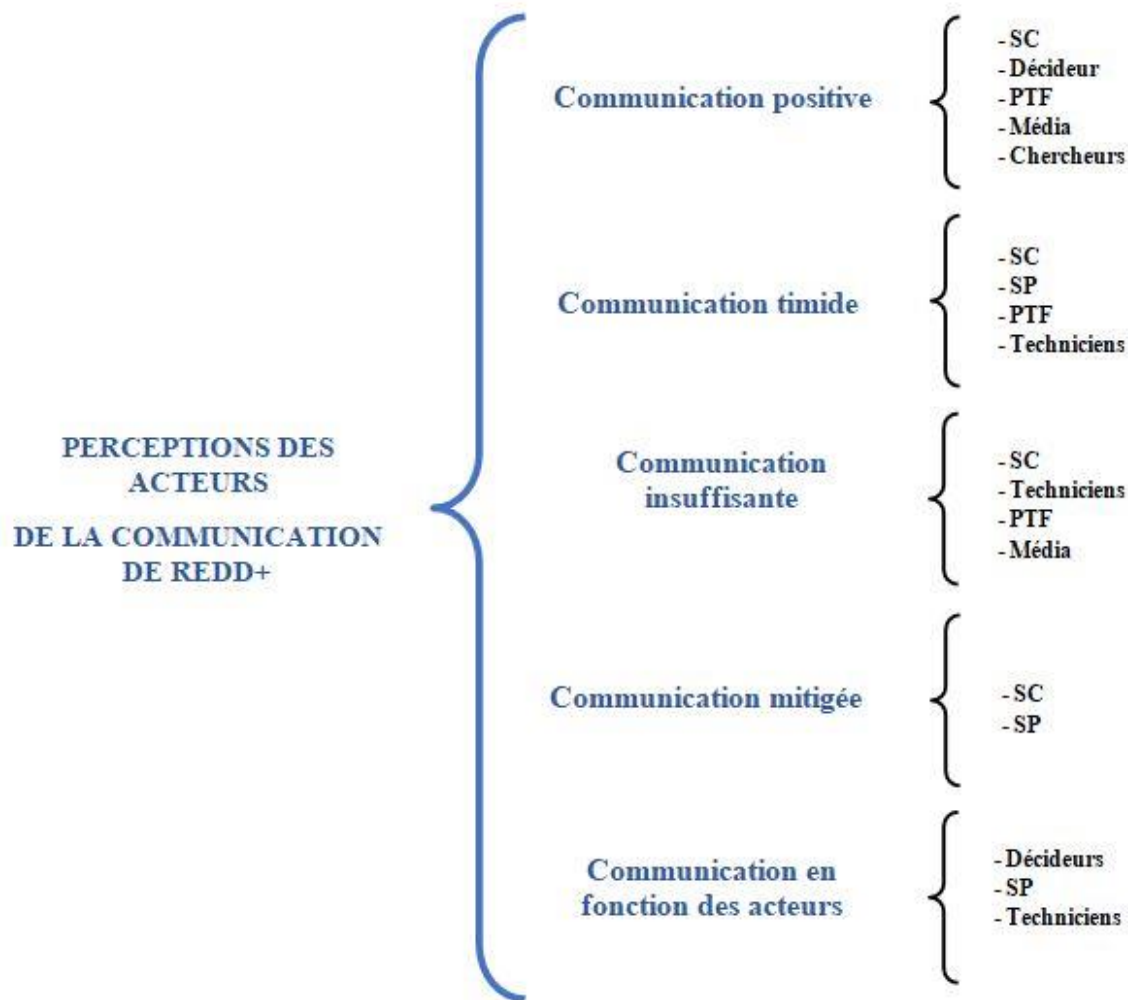 PERCEPTIONS DES
ACTEURS
DE LA COMMUNICATION
DE REDD+
Communication positive
- SC
- Décideur
- PTF
- Média
- Chercheurs
Communication timide
- SC
- SP
- PTF
- Techniciens
Communication
insuffisante
- SC
- Techniciens
- PTF
- Média
Communication mitigée
- SC
- SP
Communication en
fonction des acteurs
- Décideurs
- SP
- Techniciens